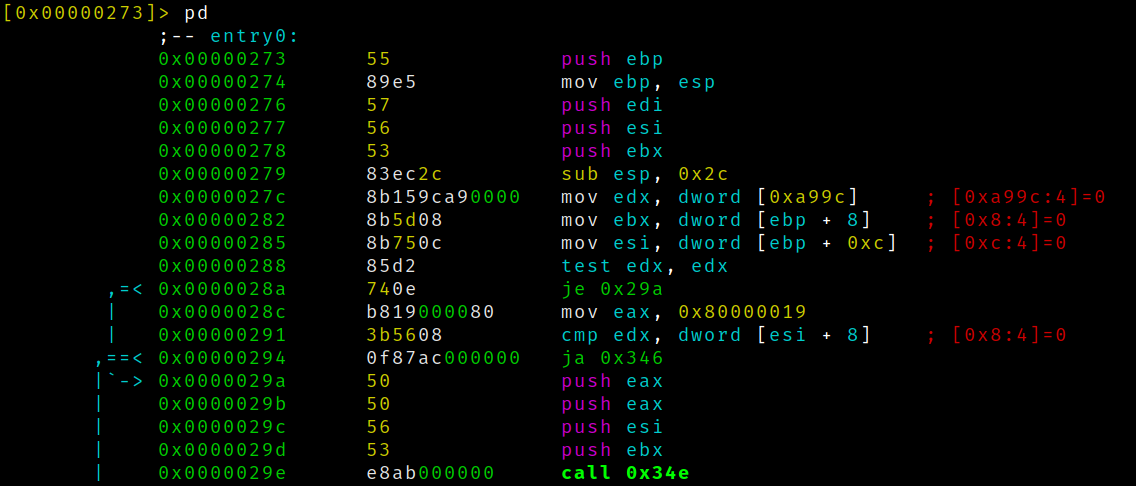 [0x00000273]> pd
;-- entry0:
0x00000273 55 push ebp
0x00000274 89e5 mov ebp, esp
0x00000276 57 push edi
0x00000277 56 push esi
0x00000278 53 push ebx
0x00000279 83ec2c sub esp, 0x2c
0x0000027c 8b159ca90000 mov edx, dword [0xa99c] ; [0xa99c:4]=0
0x00000282 8b5d08 mov ebx, dword [ebp + 8] ; [0x8:4]=0
0x00000285 8b750c mov esi, dword [ebp + 0xc] ; [0xc:4]=0
0x00000288 85d2 test edx, edx
,=< 0x0000028a 740e je 0x29a
| 0x0000028c b819000080 mov eax, 0x80000019
| 0x00000291 3b5608 cmp edx, dword [esi + 8] ; [0x8:4]=0
,==< 0x00000294 0f87ac000000 ja 0x346
|`-> 0x0000029a 50 push eax
| 0x0000029b 50 push eax
| 0x0000029c 56 push esi
| 0x0000029d 53 push ebx
| 0x0000029e e8ab000000 call 0x34e